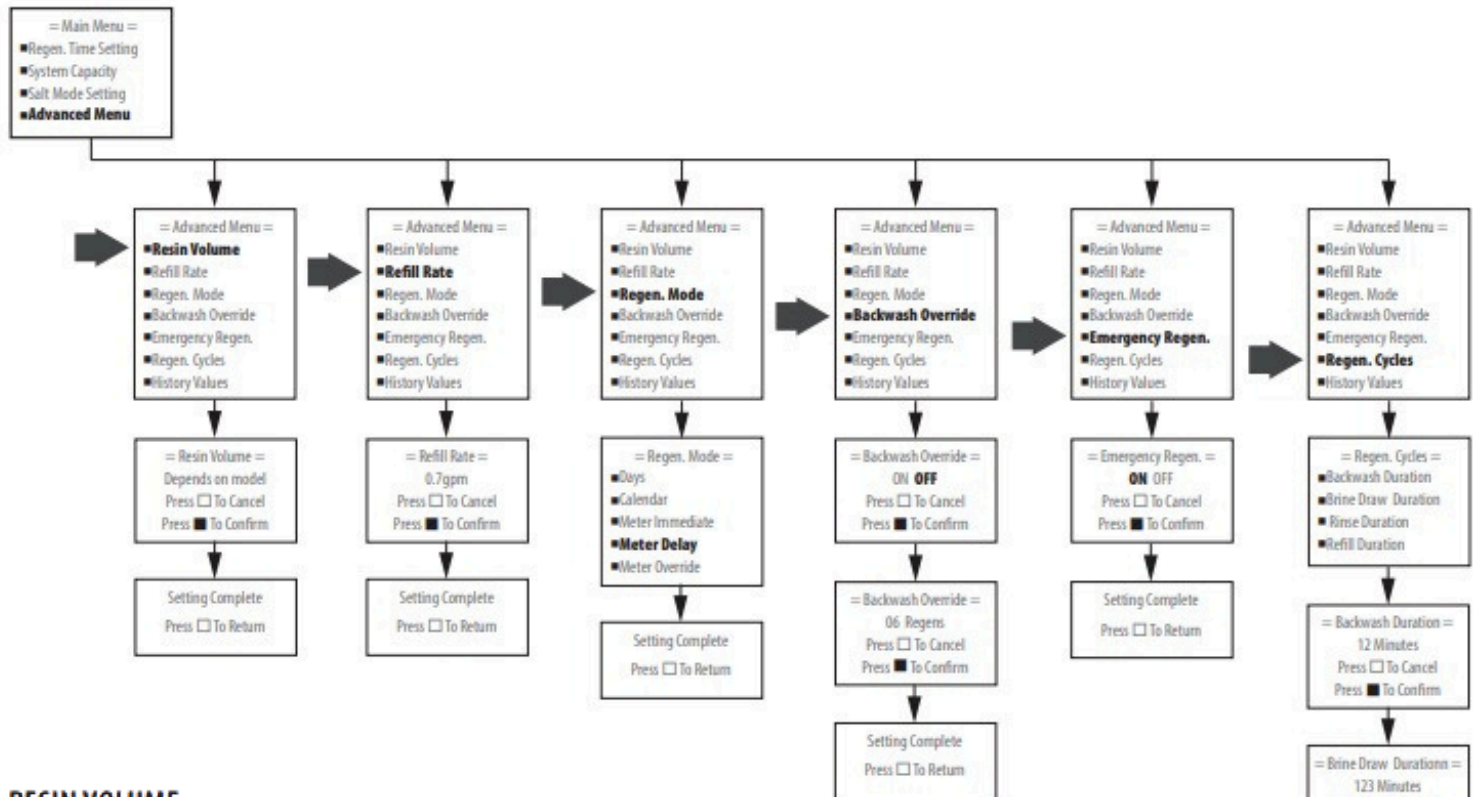 = Main Menu =
■Regen. Time Setting
■System Capacity
■Salt Mode Setting
■Advanced Menu
= Advanced Menu =
■Resin Volume
■Refill Rate
■Regen. Mode
■Backwash Override
■Emergency Regen.
■Regen. Cycles
■History Values
= Resin Volume =
Depends on model
Press □ To Cancel
Press ■ To Confirm
Setting Complete
Press □ To Return
= Advanced Menu =
■Resin Volume
■Refill Rate
■Regen. Mode
■Backwash Override
■Emergency Regen.
■Regen. Cycles
■History Values
= Refill Rate =
0.7gpm
Press □ To Cancel
Press ■ To Confirm
Setting Complete
Press □ To Return
= Advanced Menu =
■Resin Volume
■Refill Rate
■Regen. Mode
■Backwash Override
■Emergency Regen.
■Regen. Cycles
■History Values
= Regen. Mode =
■Days
■Calendar
■Meter Immediate
■Meter Delay
■Meter Override
Setting Complete
Press □ To Return
= Advanced Menu =
■Resin Volume
■Refill Rate
■Regen. Mode
■Backwash Override
■Emergency Regen.
■Regen. Cycles
■History Values
= Backwash Override =
ON OFF
Press □ To Cancel
Press ■ To Confirm
= Backwash Override =
06 Regens
Press □ To Cancel
Press ■ To Confirm
Setting Complete
Press □ To Return
= Advanced Menu =
■Resin Volume
■Refill Rate
■Regen. Mode
■Backwash Override
■Emergency Regen.
■Regen. Cycles
■History Values
= Emergency Regen. =
ON OFF
Press □ To Cancel
Press ■ To Confirm
Setting Complete
Press □ To Return
= Advanced Menu =
■Resin Volume
■Refill Rate
■Regen. Mode
■Backwash Override
■Emergency Regen.
■Regen. Cycles
■History Values
= Regen. Cycles =
■Backwash Duration
■Brine Draw Duration
■ Rinse Duration
■Refill Duration
= Backwash Duration =
12 Minutes
Press □ To Cancel
Press ■ To Confirm
= Brine Draw Durationn =
123 Minutes
RESIN VOLUME